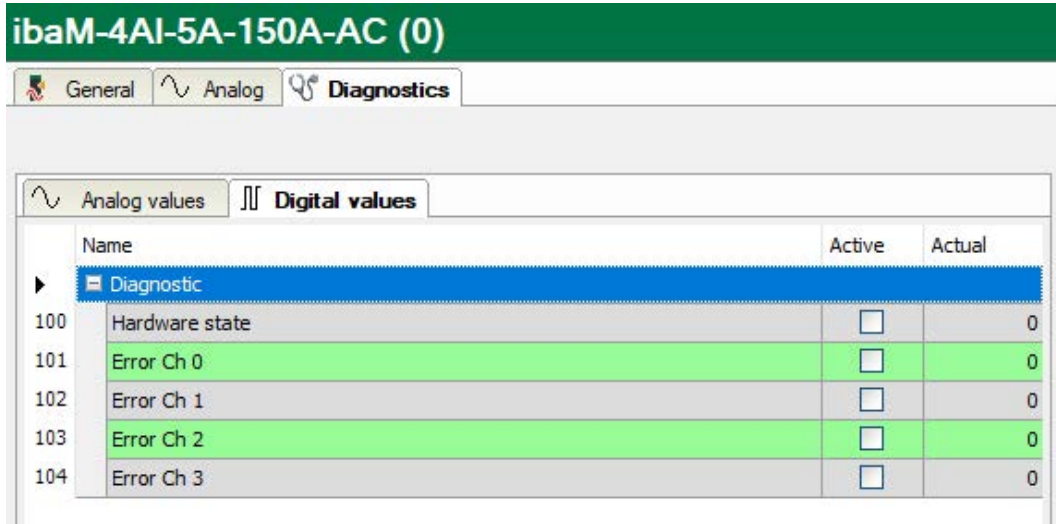 ibaM-4AI-5A-150A-AC (0)
General Analog Diagnostics
Analog values Digital values
Name Active Actual
Diagnostic
100 Hardware state 0
101 Error Ch 0 0
102 Error Ch 1 0
103 Error Ch 2 0
104 Error Ch 3 0